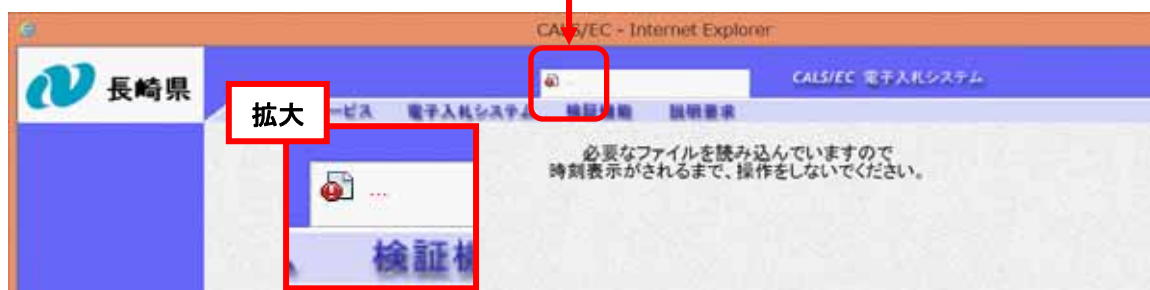 CALS/EC - Internet Explorer
長崎県
...
CALS/EC 電子入札システム
拡大
ービス 電子入札システム 検証機能 説明要求
必要なファイルを読み込んでいますので
時刻表示がされるまで、操作をしないでください。
...
検証機